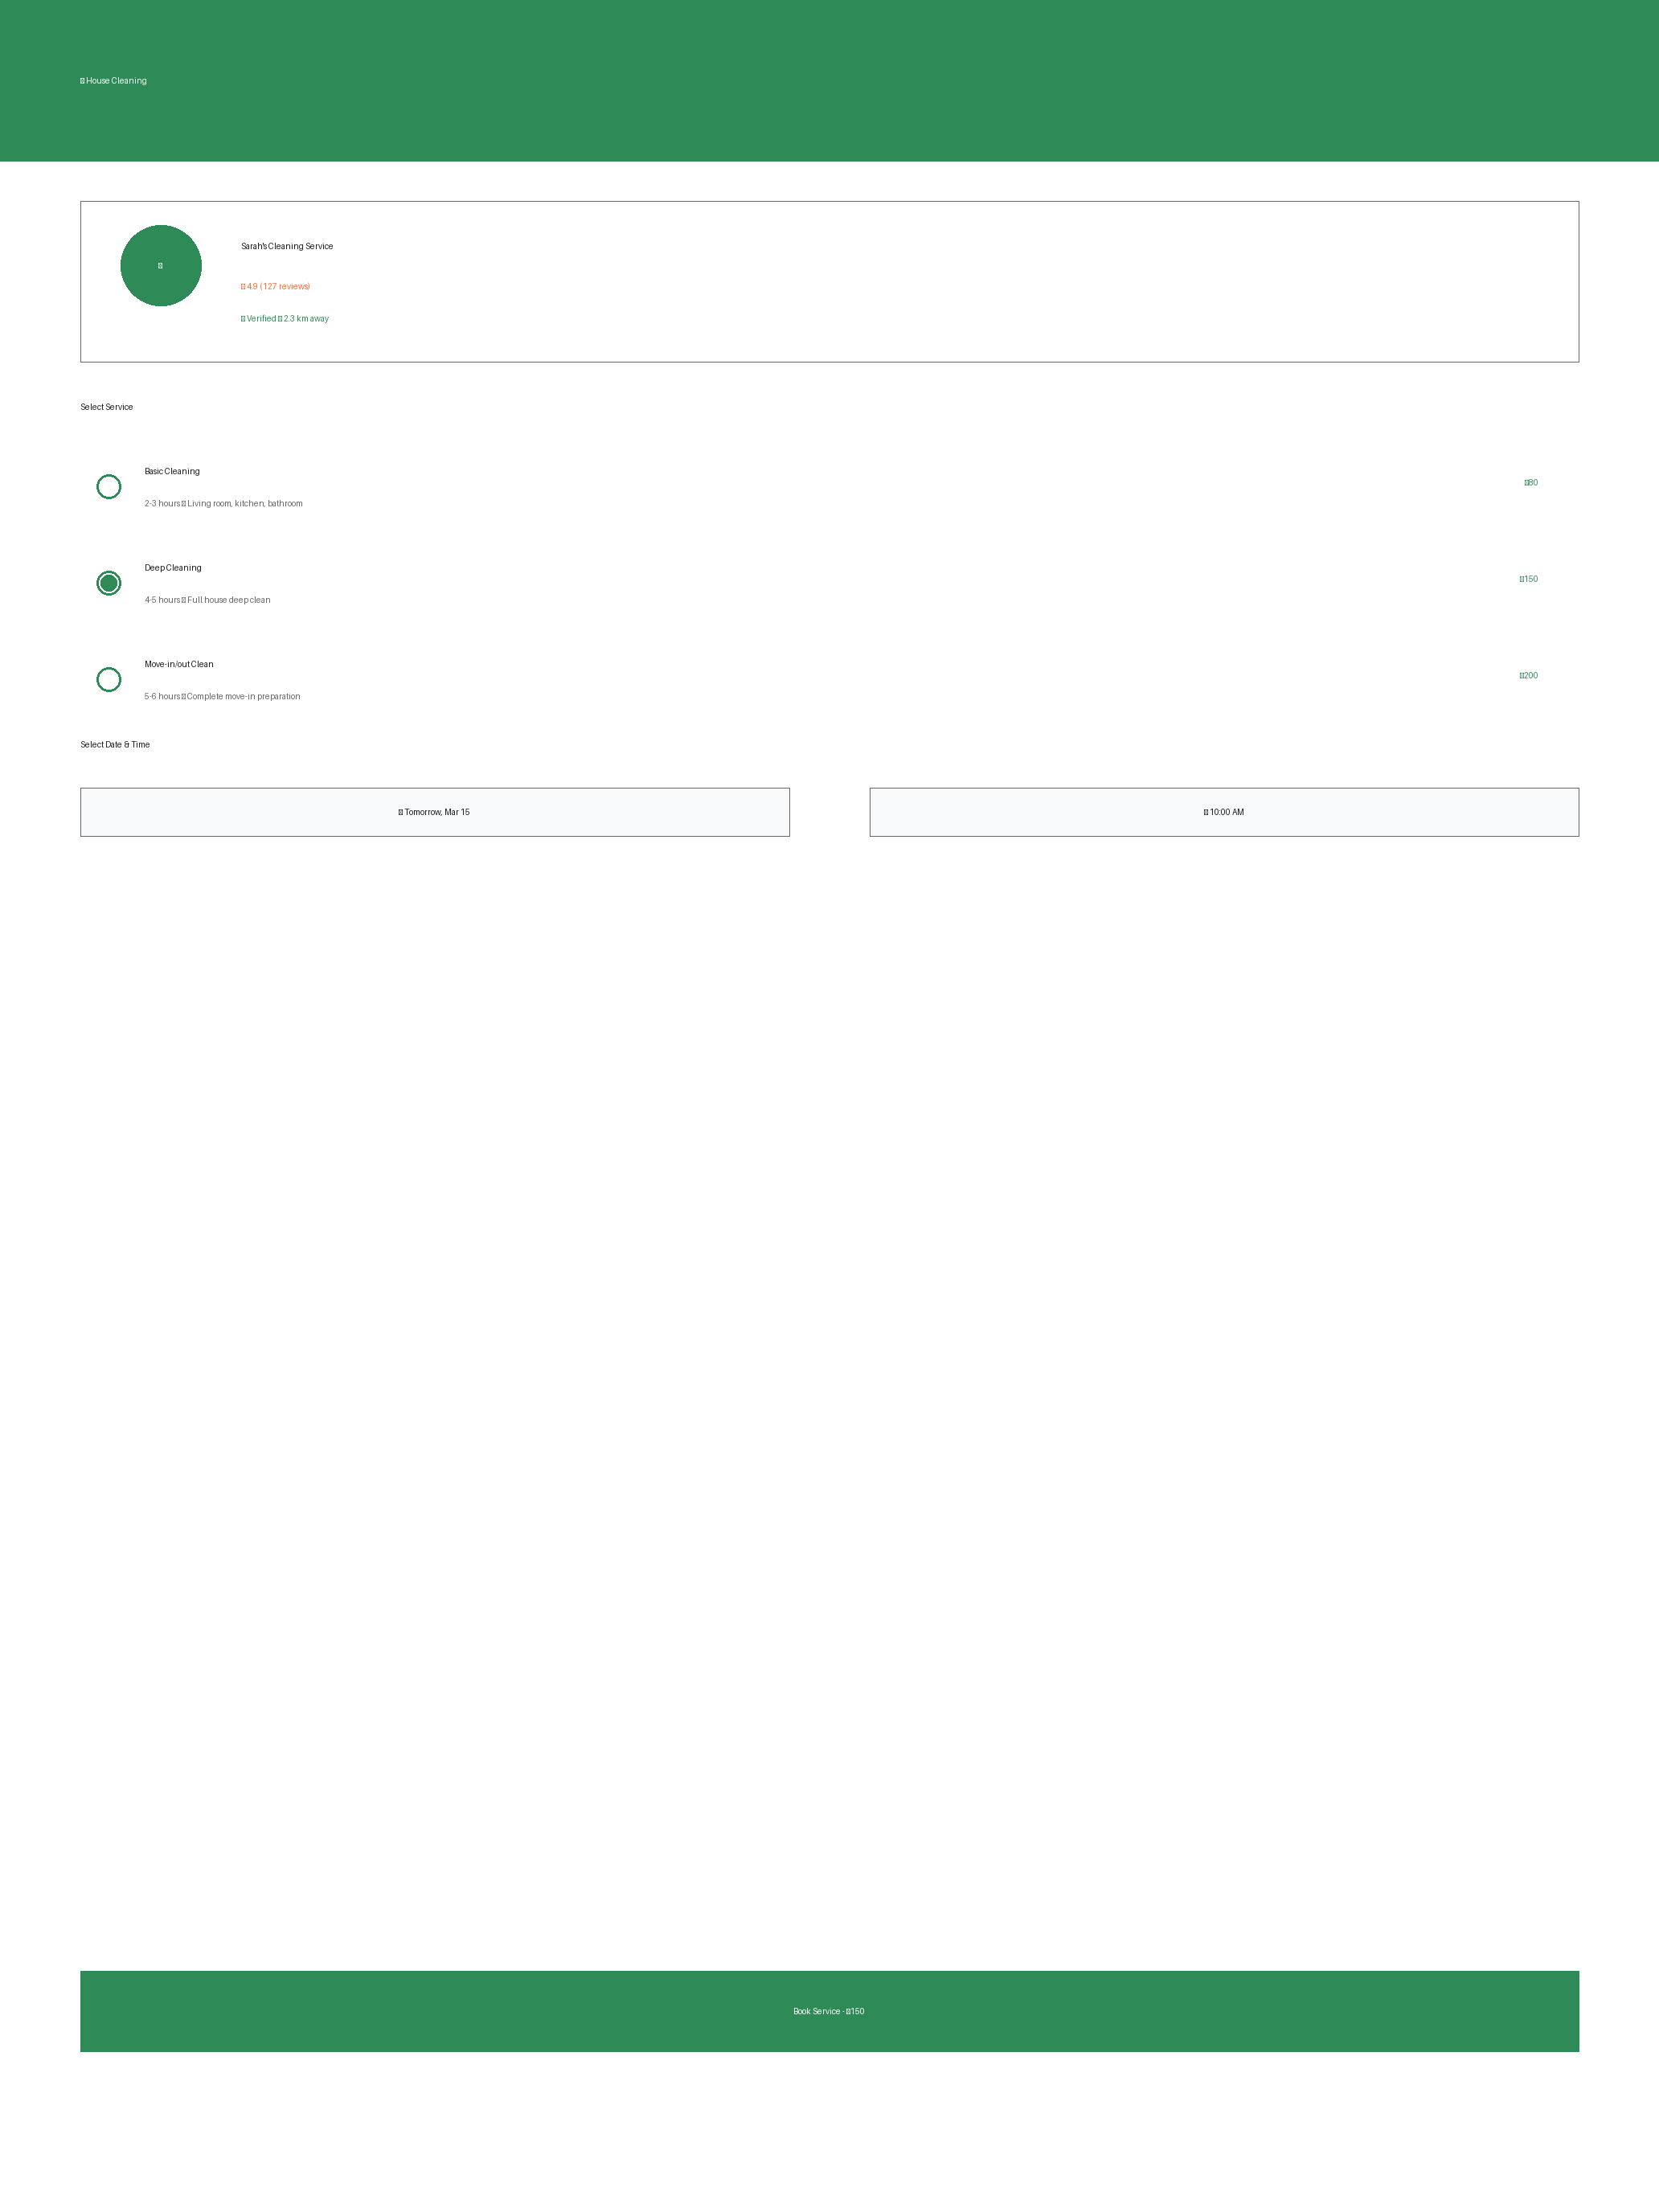 House Cleaning
Sarah's Cleaning Service
4.9 (127 reviews)
Verified 2.3 km away
Select Service
Basic Cleaning
80
2-3 hours Living room, kitchen, bathroom
Deep Cleaning
150
4-5 hours Full house deep clean
Move-in/out Clean
200
5-6 hours Complete move-in preparation
Select Date & Time
Tomorrow, Mar 15
10:00 AM
Book Service - 150